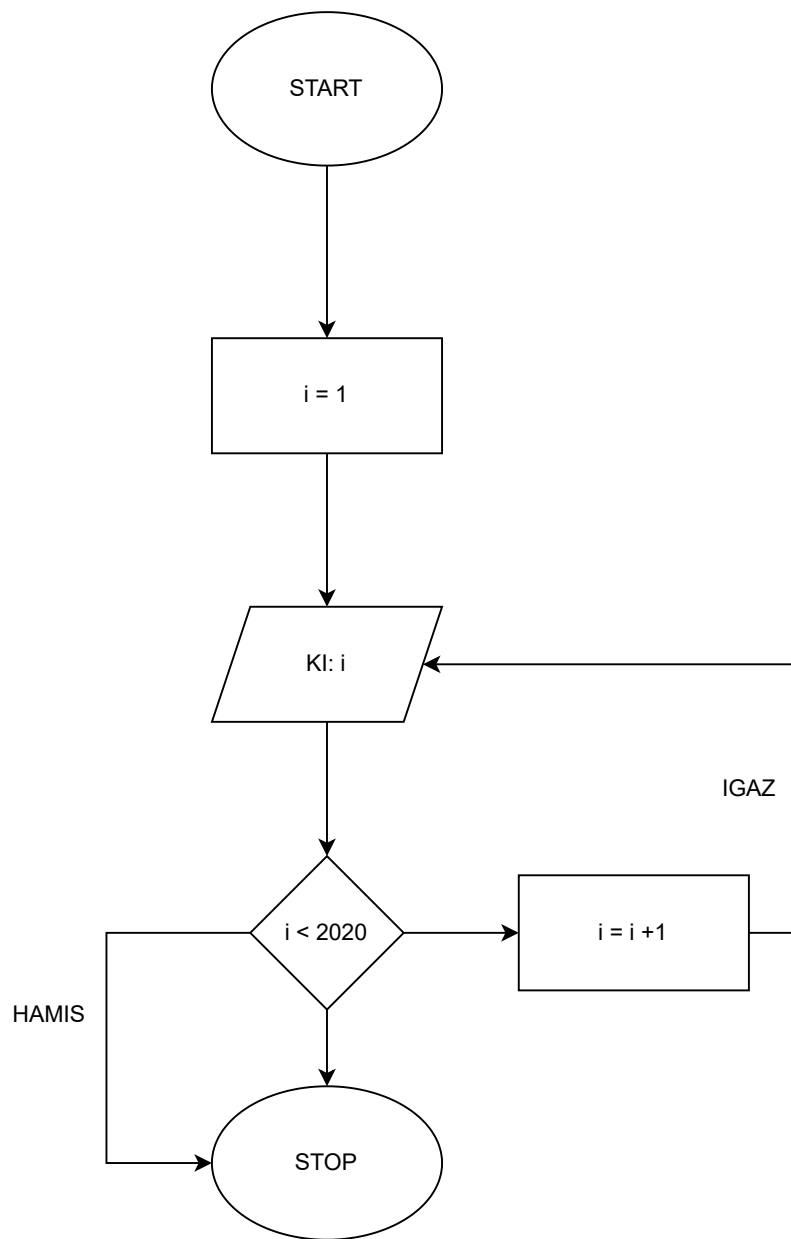 START
i = 1
KI: i
IGAZ
i < 2020
i = i +1
HAMIS
STOP